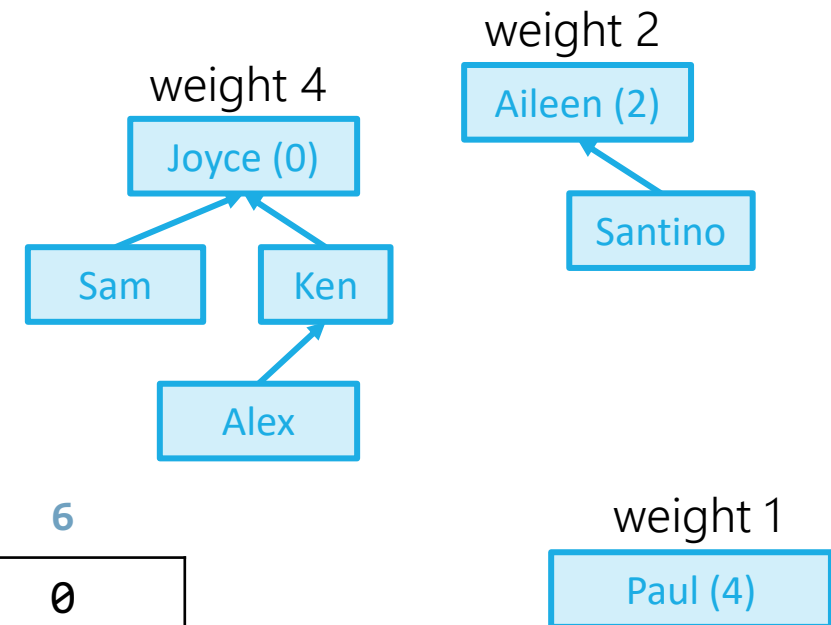 weight 4
Joyce (0)
Sam
Ken
Alex
weight 2
Aileen (2)
Santino
6
0
weight 1
Paul (4)